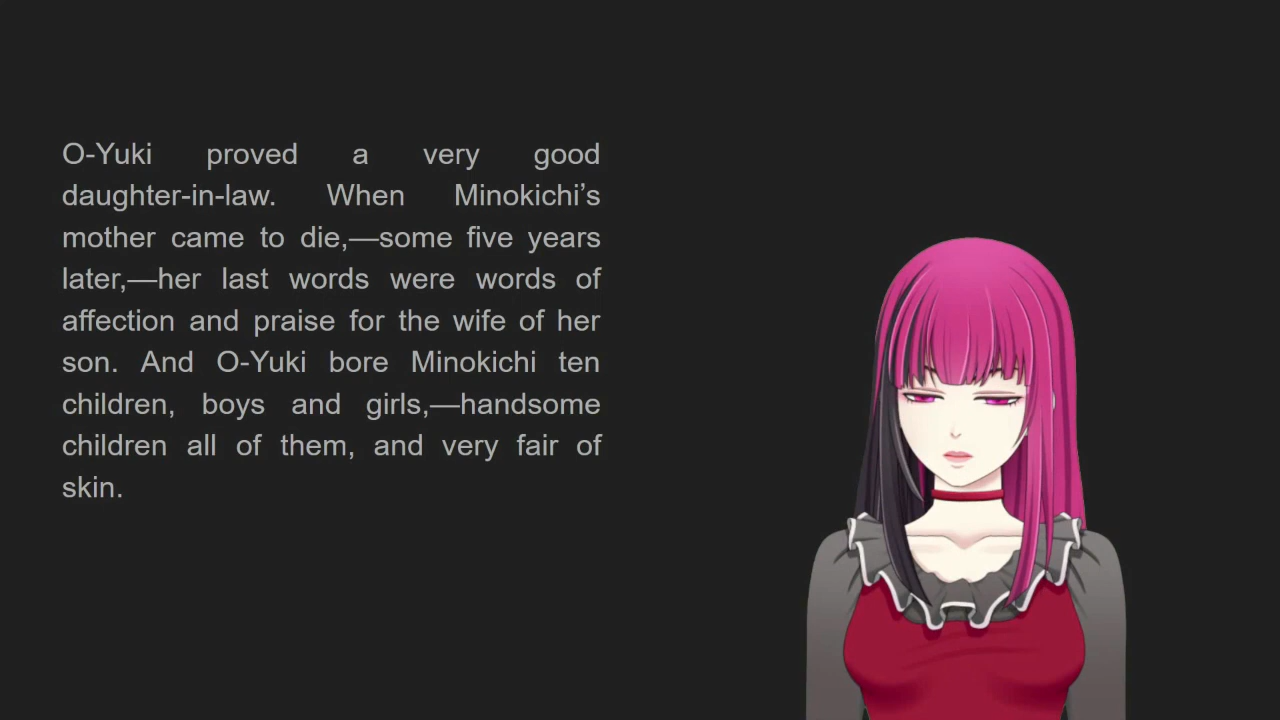 O-Yuki proved a very good
daughter-in-law. When Minokichi’s
mother came to die,—some five years
later,—her last words were words of
affection and praise for the wife of her
son. And O-Yuki bore Minokichi ten
children, boys and girls,—handsome
children all of them, and very fair of
skin.